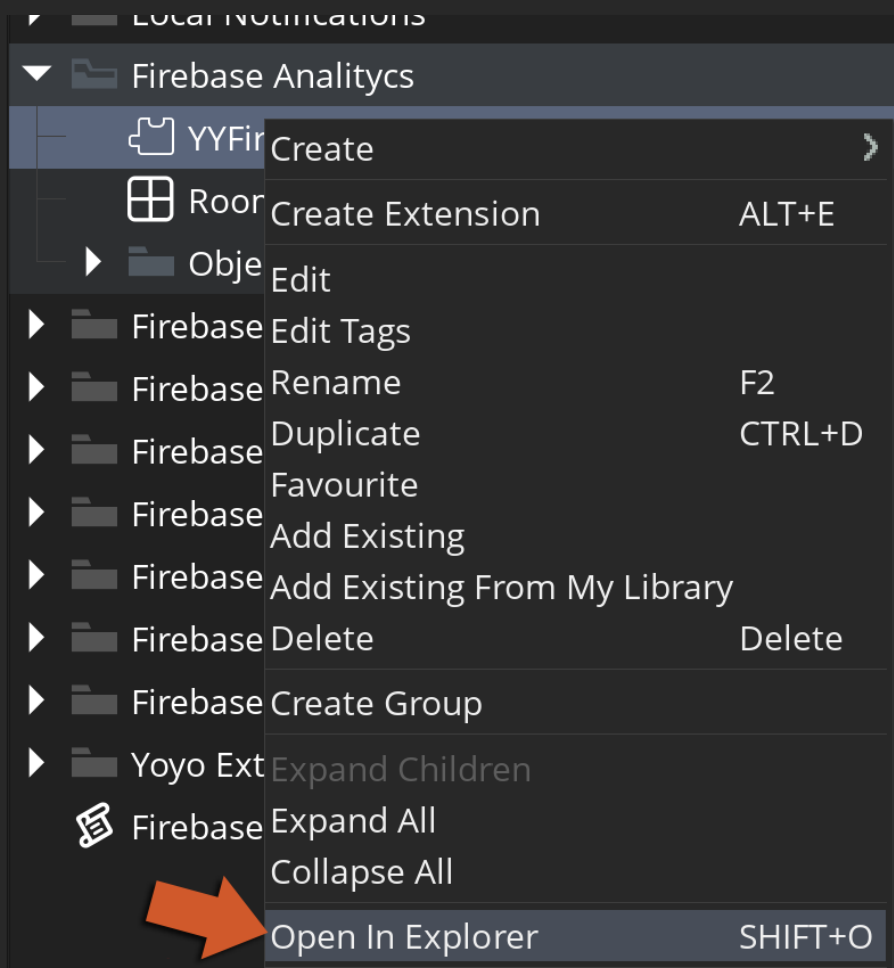 Local Notifications
Firebase Analitycs
YYFir
Create
Room
Create Extension ALT+E
Obje
Edit
Firebase
Edit Tags
Firebase
Rename F2
Firebase
Duplicate CTRL+D
Favourite
Firebase
Add Existing
Firebase
Add Existing From My Library
Firebase
Delete Delete
Firebase
Create Group
Yoyo Ext
Expand Children
Firebase
Expand All
Collapse All
Open In Explorer SHIFT+O